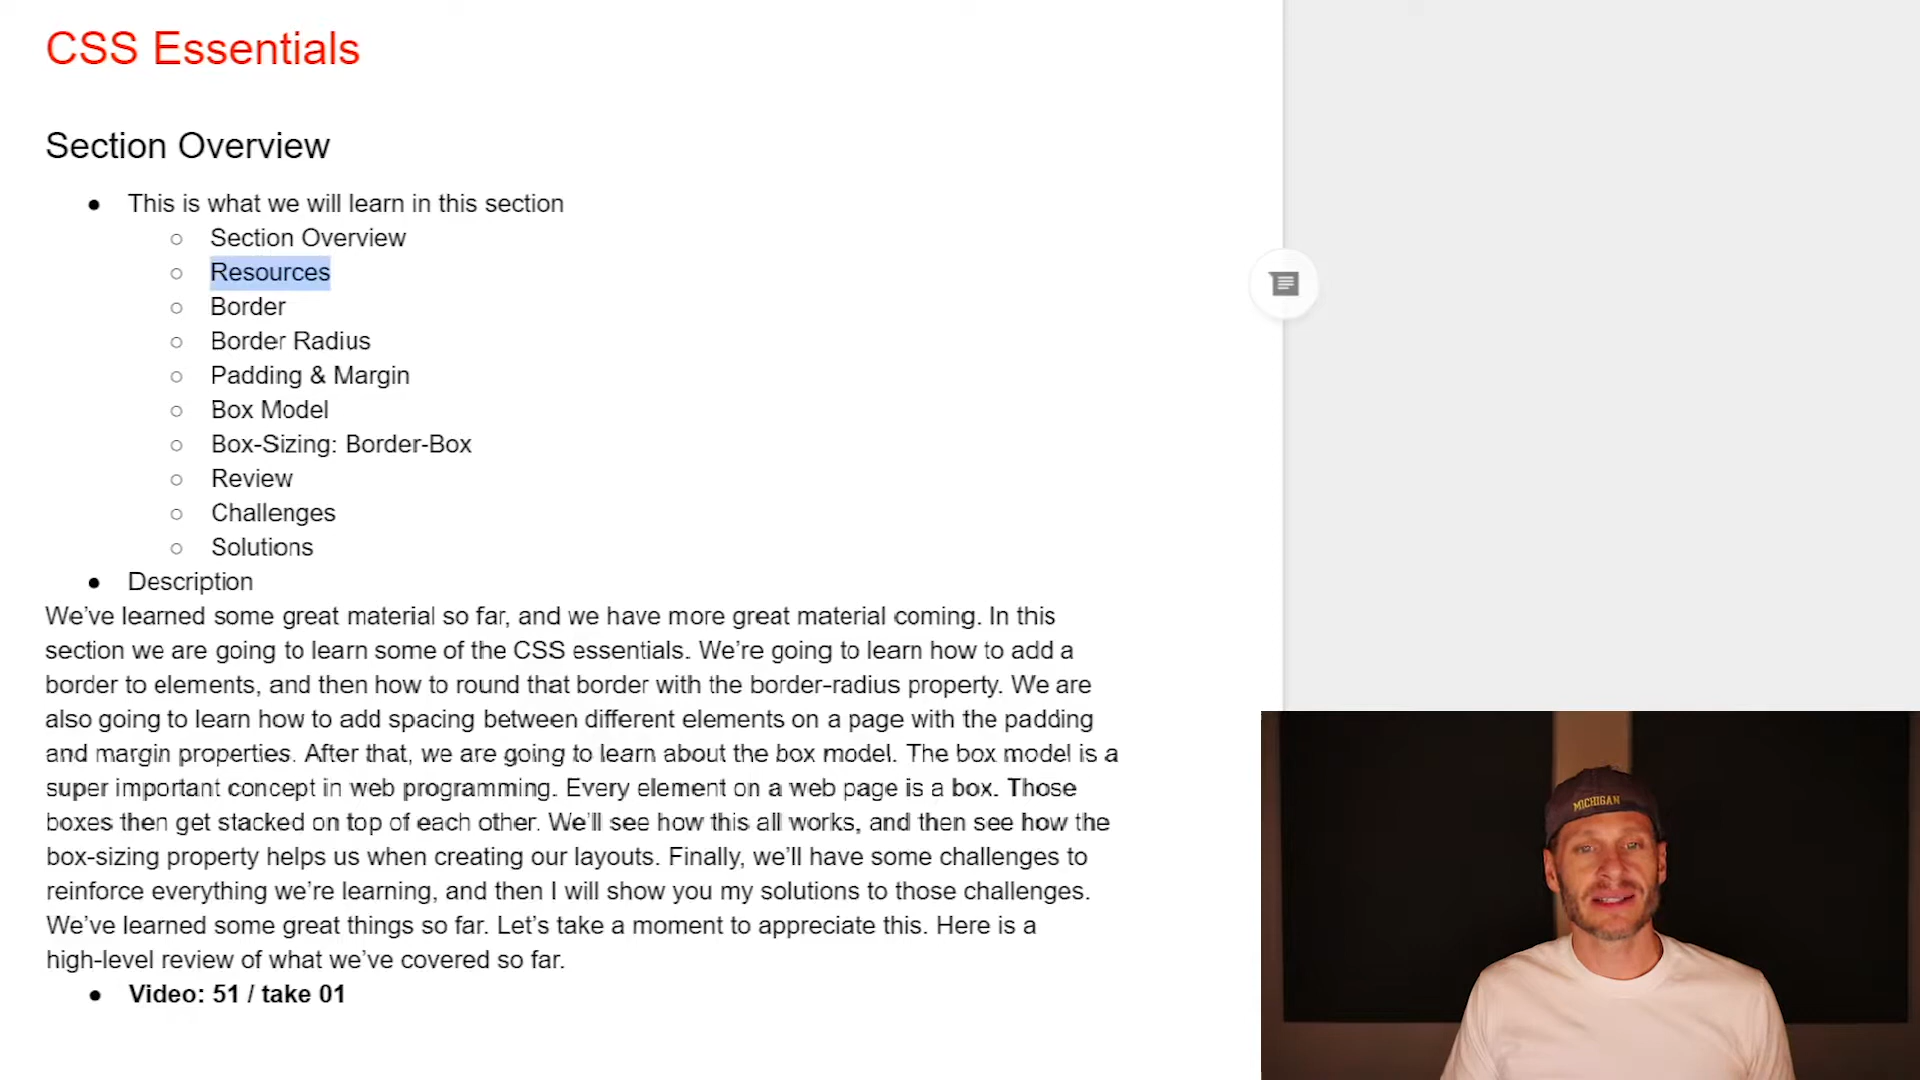 CSS Essentials
Section Overview
● This is what we will learn in this section
○ Section Overview
○ Resources
○ Border
○ Border Radius
○ Padding & Margin
○ Box Model
○ Box-Sizing: Border-Box
○ Review
○ Challenges
○ Solutions
● Description
We’ve learned some great material so far, and we have more great material coming. In this
section we are going to learn some of the CSS essentials. We’re going to learn how to add a
border to elements, and then how to round that border with the border-radius property. We are
also going to learn how to add spacing between different elements on a page with the padding
and margin properties. After that, we are going to learn about the box model. The box model is a
super important concept in web programming. Every element on a web page is a box. Those
boxes then get stacked on top of each other. We’ll see how this all works, and then see how the
box-sizing property helps us when creating our layouts. Finally, we’ll have some challenges to
reinforce everything we’re learning, and then I will show you my solutions to those challenges.
We’ve learned some great things so far. Let’s take a moment to appreciate this. Here is a
high-level review of what we’ve covered so far.
● Video: 51 / take 01
MICHIGAN